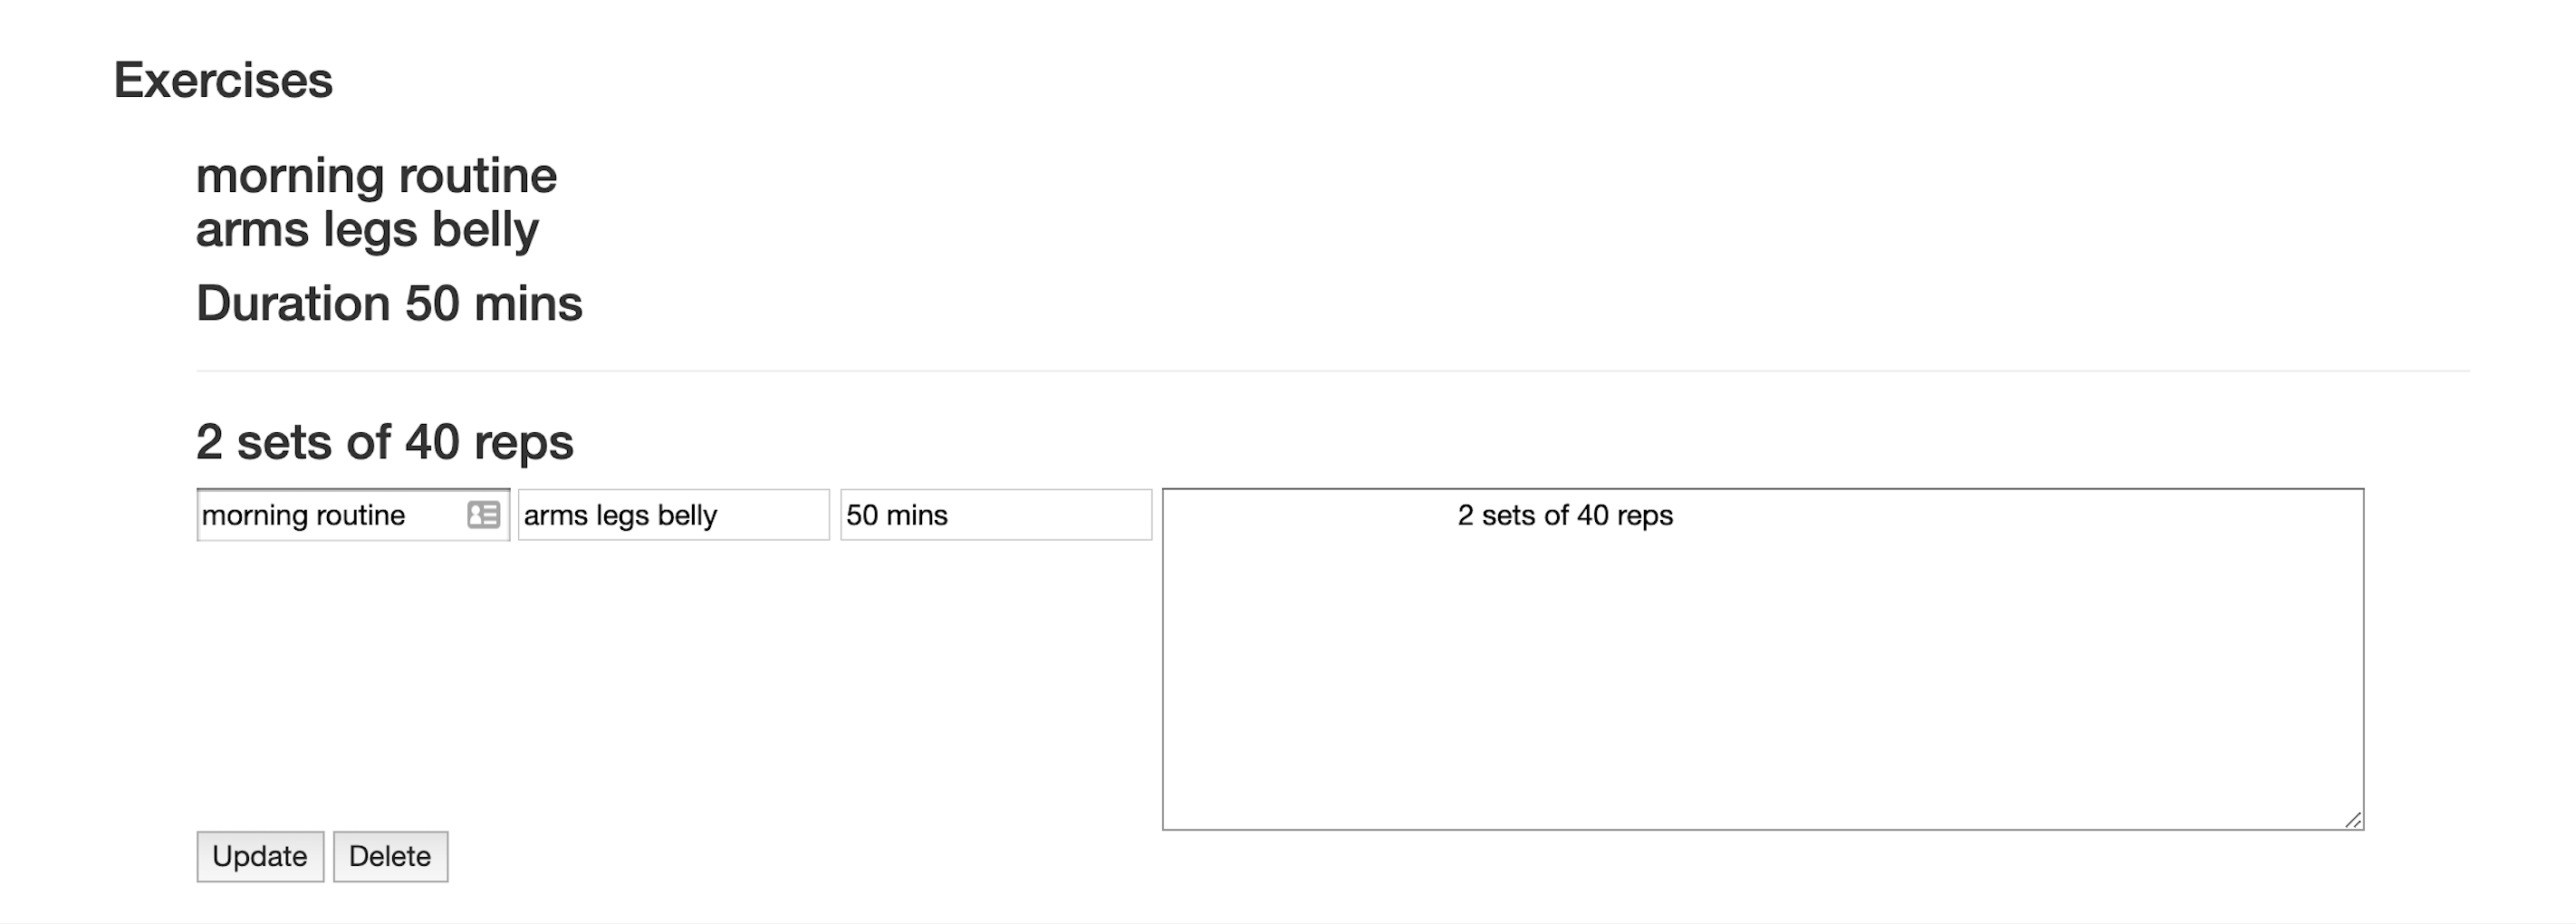 Exercises
morning routine
arms legs belly
Duration 50 mins
2 sets of 40 reps
morning routine arms legs belly 50 mins 2 sets of 40 reps
Update Delete